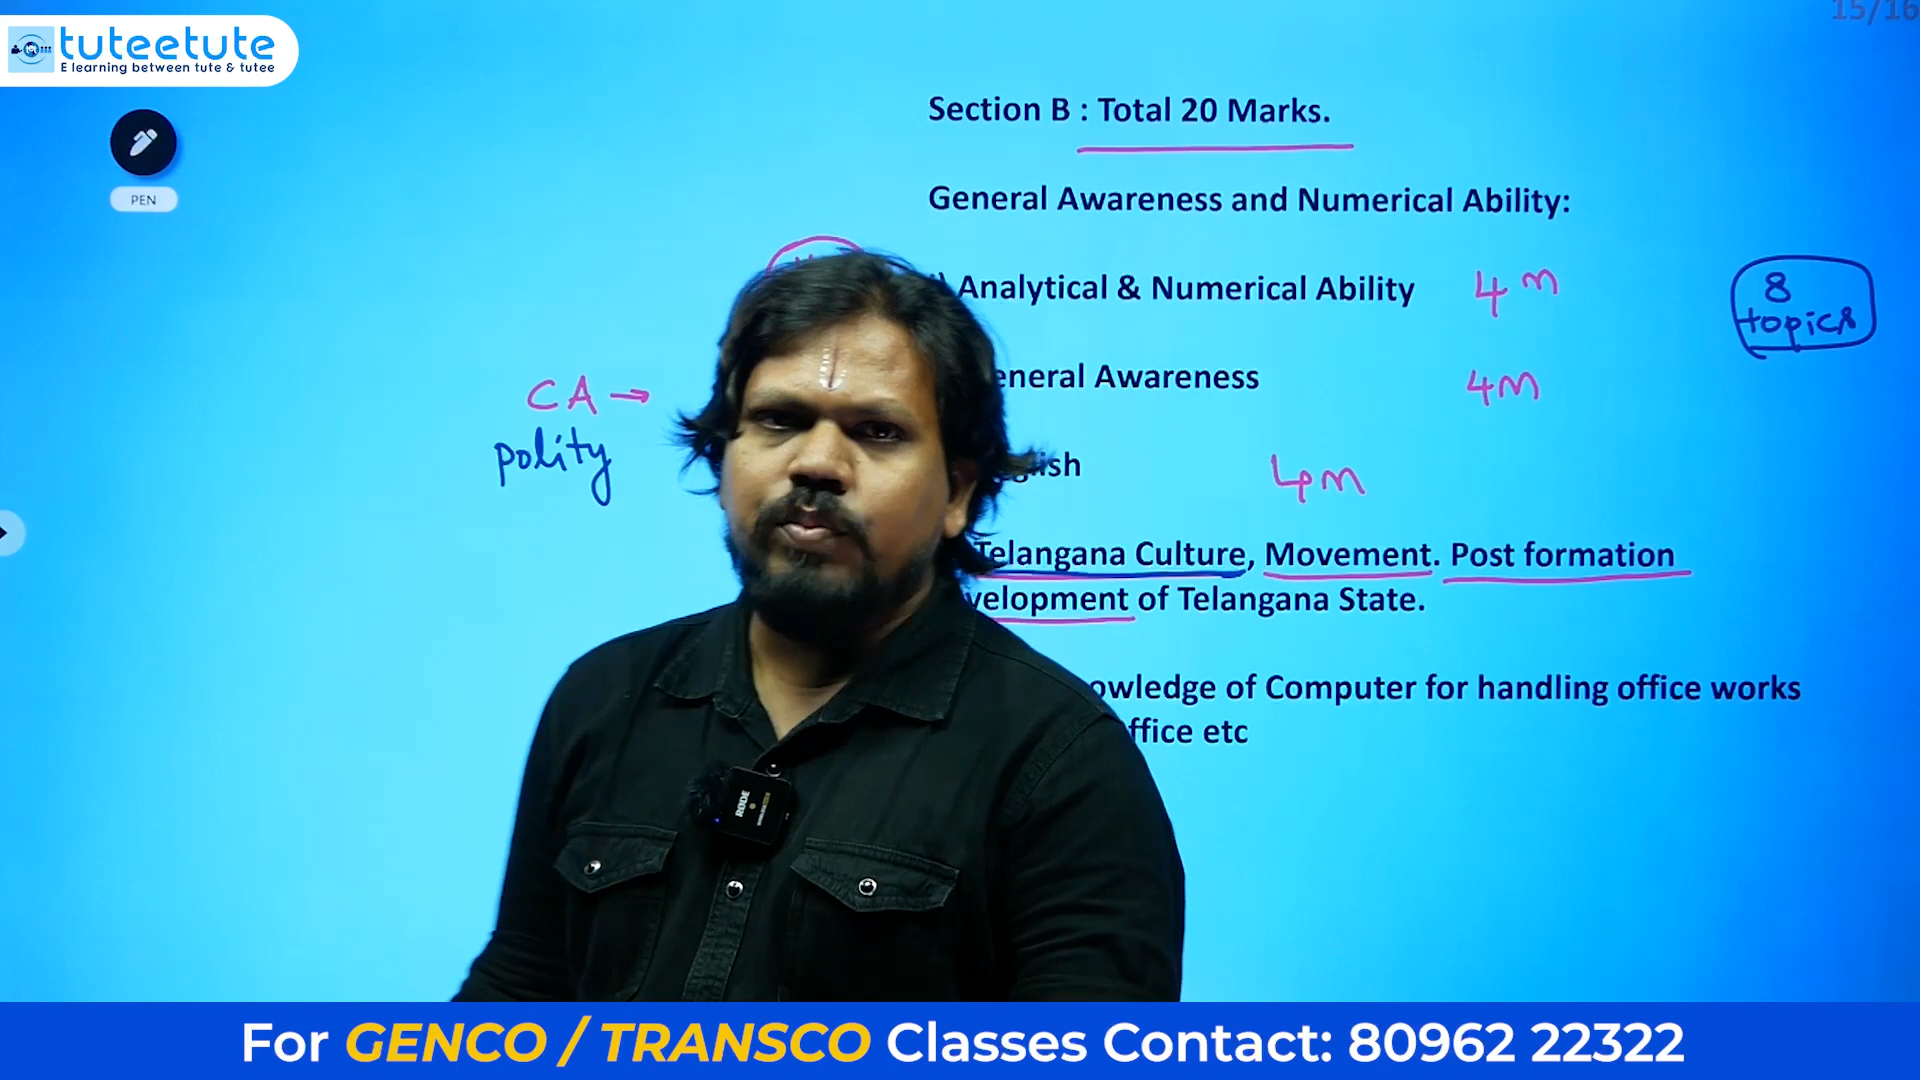 15/16
tuteetute
E learning between tute & tutee
PEN
Section B : Total 20 Marks.
General Awareness and Numerical Ability:
Analytical & Numerical Ability 4 m
8
topics
eneral Awareness 4M
CA →
polity
lish 4m
Telangana Culture, Movement. Post formation
velopment of Telangana State.
owledge of Computer for handling office works
ffice etc
RODE
For GENCO / TRANSCO Classes Contact: 80962 22322